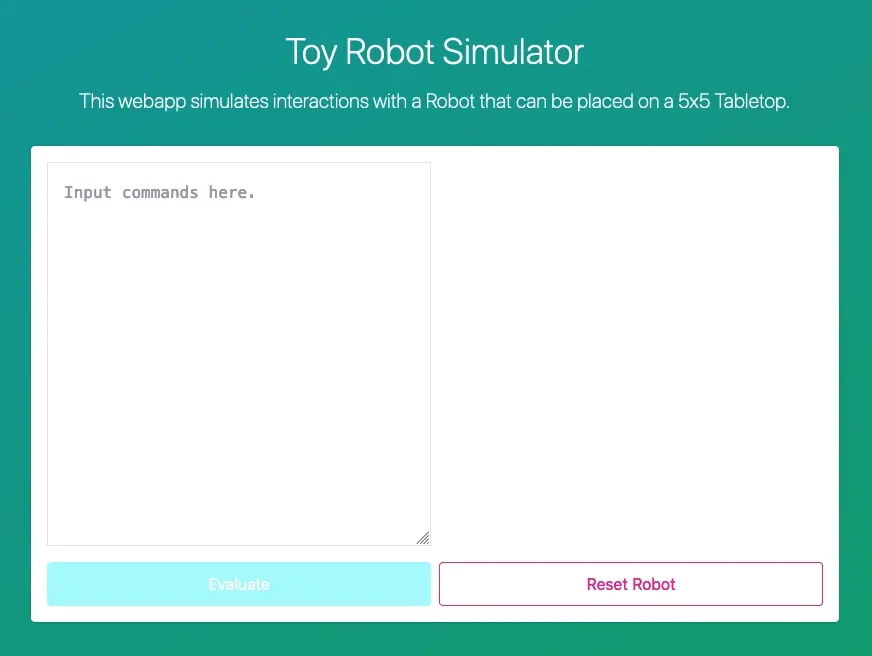 Toy Robot Simulator
This webapp simulates interactions with a Robot that can be placed on a 5x5 Tabletop.
Input commands here.
Evaluate
Reset Robot